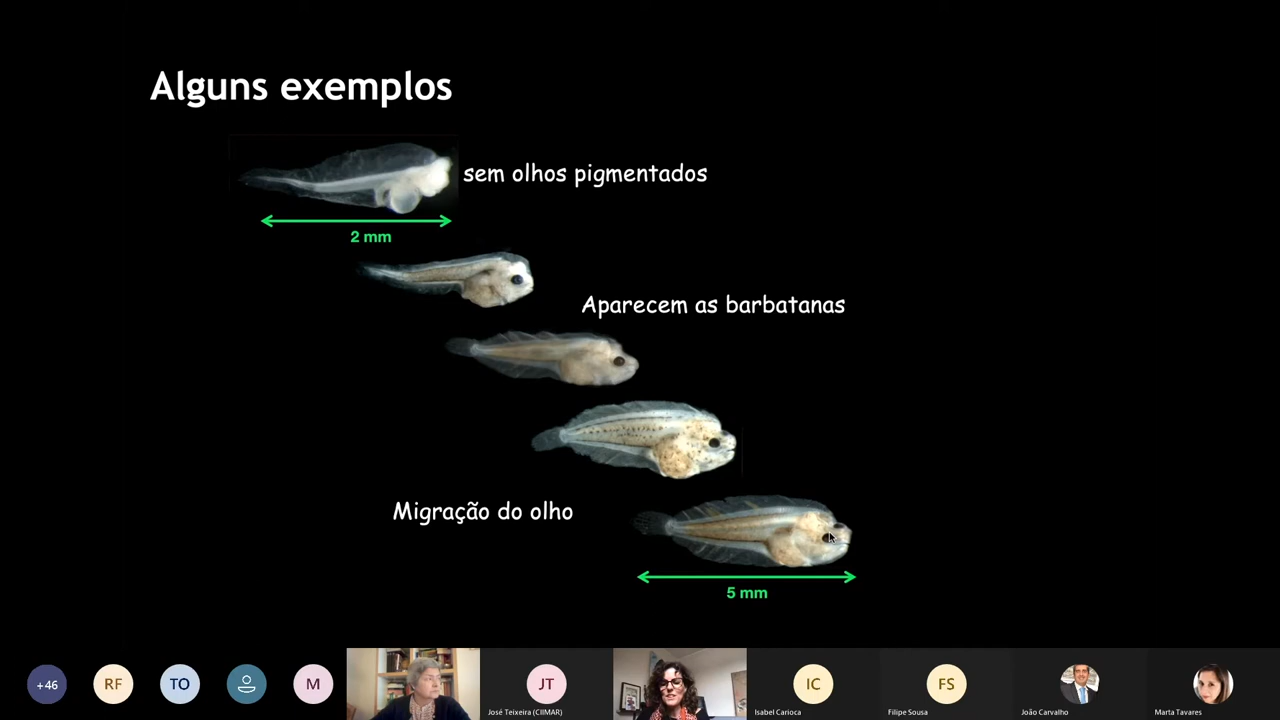 Alguns exemplos
sem olhos pigmentados
2 mm
Aparecem as barbatanas
Migração do olho
5 mm
+46
RF
TO
M
JT
José Teixeira (CIIMAR)
IC
Isabel Carioca
FS
Filipe Sousa
João Carvalho
Marta Tavares